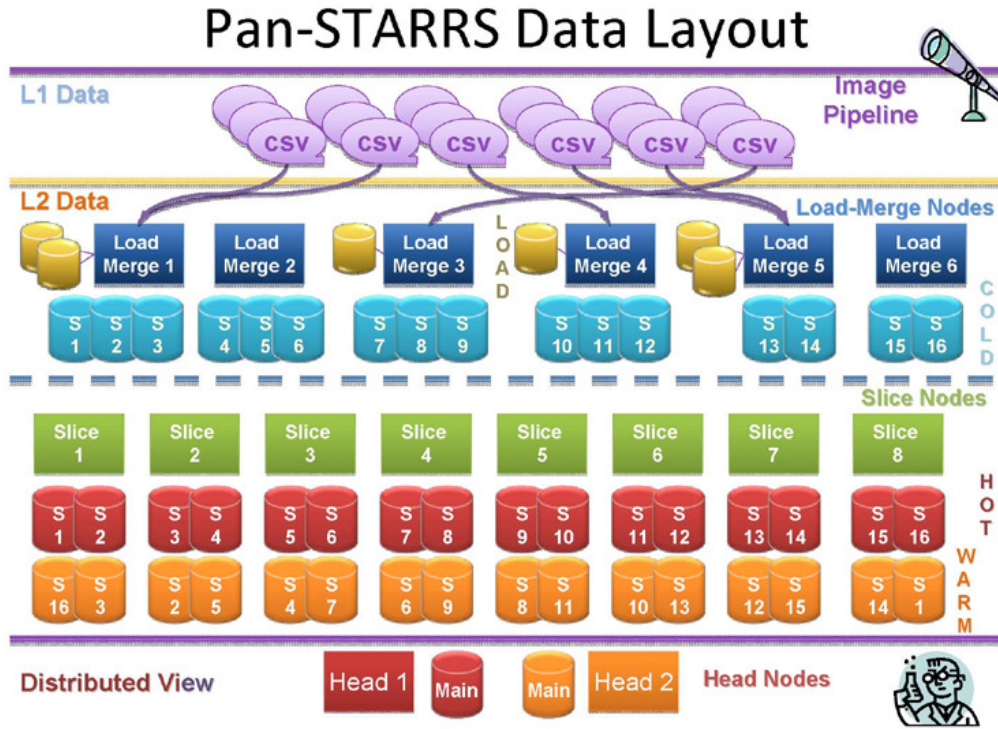 Pan-STARRS Data Layout
L1 Data
Image
Pipeline
CSV CSV CSV CSV CSV CSV
L2 Data
Load-Merge Nodes
Load
Merge 1
Load
Merge 2
Load
Merge 3
LOAD
Load
Merge 4
Load
Merge 5
Load
Merge 6
S
1
S
2
S
3
S
4
S
5
S
6
S
7
S
8
S
9
S
10
S
11
S
12
S
13
S
14
S
15
S
16
COLD
Slice Nodes
Slice
1
Slice
2
Slice
3
Slice
4
Slice
5
Slice
6
Slice
7
Slice
8
S
1
S
2
S
3
S
4
S
5
S
6
S
7
S
8
S
9
S
10
S
11
S
12
S
13
S
14
S
15
S
16
HOT
S
16
S
3
S
2
S
5
S
4
S
7
S
6
S
9
S
8
S
11
S
10
S
13
S
12
S
15
S
14
S
1
WARM
Distributed View
Head 1
Main
Main
Head 2
Head Nodes